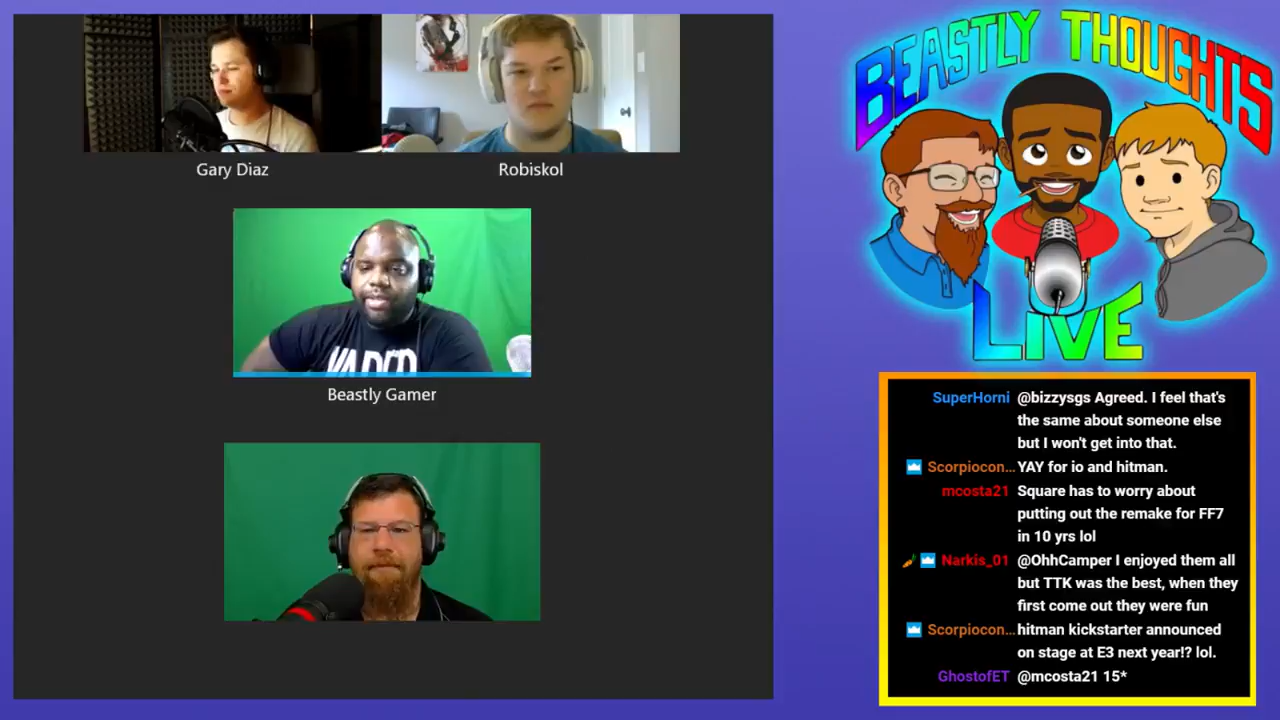 Gary Diaz
Robiskol
Beastly Gamer
BEASTLY THOUGHTS
LIVE
SuperHorni @bizzysgs Agreed. I feel that's
the same about someone else
but I won't get into that.
Scorpiocon... YAY for io and hitman.
mcosta21 Square has to worry about
putting out the remake for FF7
in 10 yrs lol
Narkis_01 @OhhCamper I enjoyed them all
but TTK was the best, when they
first come out they were fun
Scorpiocon... hitman kickstarter announced
on stage at E3 next year!? lol.
GhostofET @mcosta21 15*